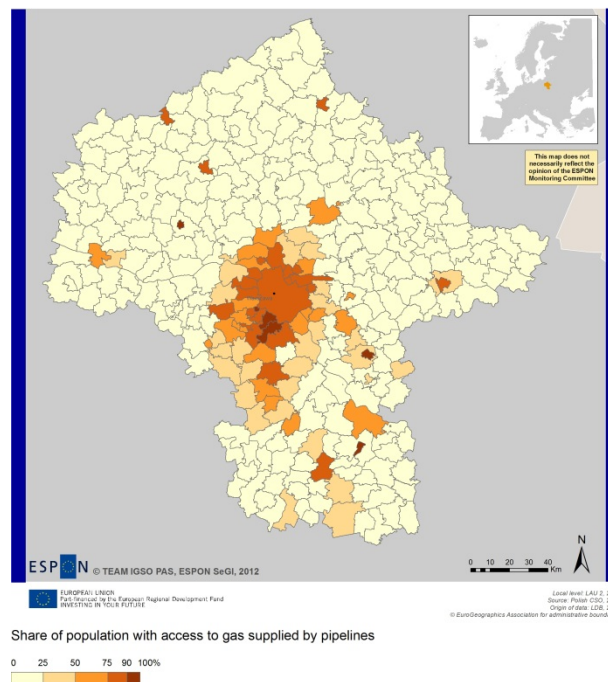 This map does not
necessarily reflect the
opinion of the ESPON
Monitoring Committee
N
0 10 20 30 40
Km
ESPON © TEAM IGSO PAS, ESPON SeGI, 2012
EUROPEAN UNION
Part-financed by the European Regional Development Fund
INVESTING IN YOUR FUTURE
Local level: LAU 2,
Source: Polish CSO,
Origin of data: LDB,
© EuroGeographics Association for administrative
Share of population with access to gas supplied by pipelines
0 25 50 75 90 100%